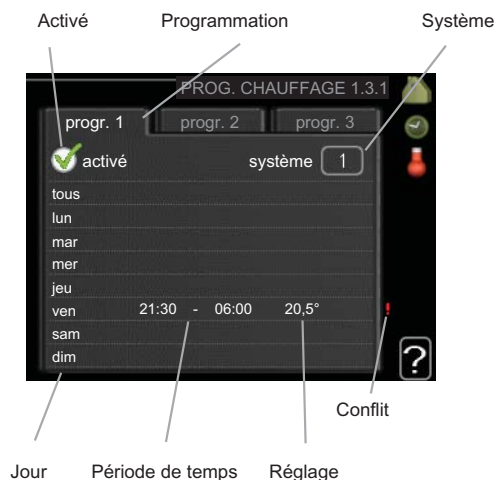 Activé Programmation Système
PROG. CHAUFFAGE 1.3.1
progr. 1 progr. 2 progr. 3
activé système 1
tous
lun
mar
mer
jeu
ven 21:30 - 06:00 20,5° !
sam
dim
?
Conflit
Jour Période de temps Réglage